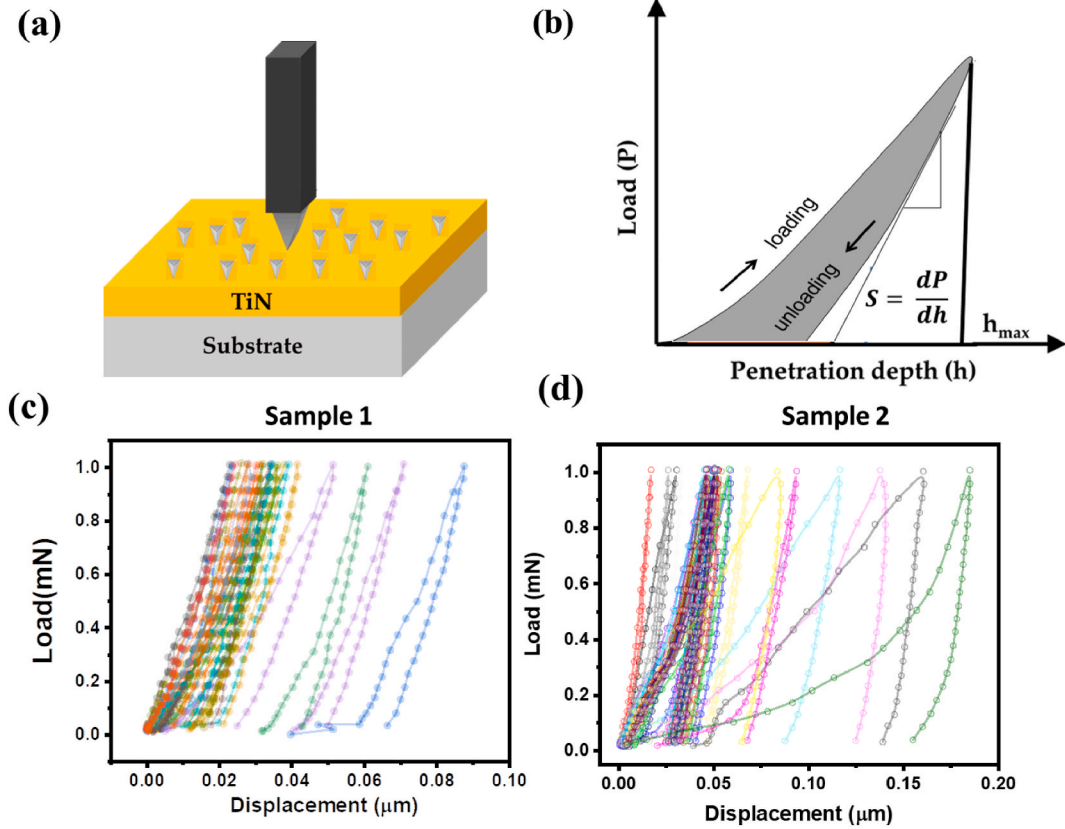 (a)
TiN
Substrate
(b)
Load (P)
loading
unloading
S = dP/dh
h_max
Penetration depth (h)
(c)
Sample 1
Load(mN)
1.0
0.8
0.6
0.4
0.2
0.0
0.00 0.02 0.04 0.06 0.08 0.10
Displacement (μm)
(d)
Sample 2
Load (mN)
1.0
0.8
0.6
0.4
0.2
0.0
0.00 0.05 0.10 0.15 0.20
Displacement (μm)